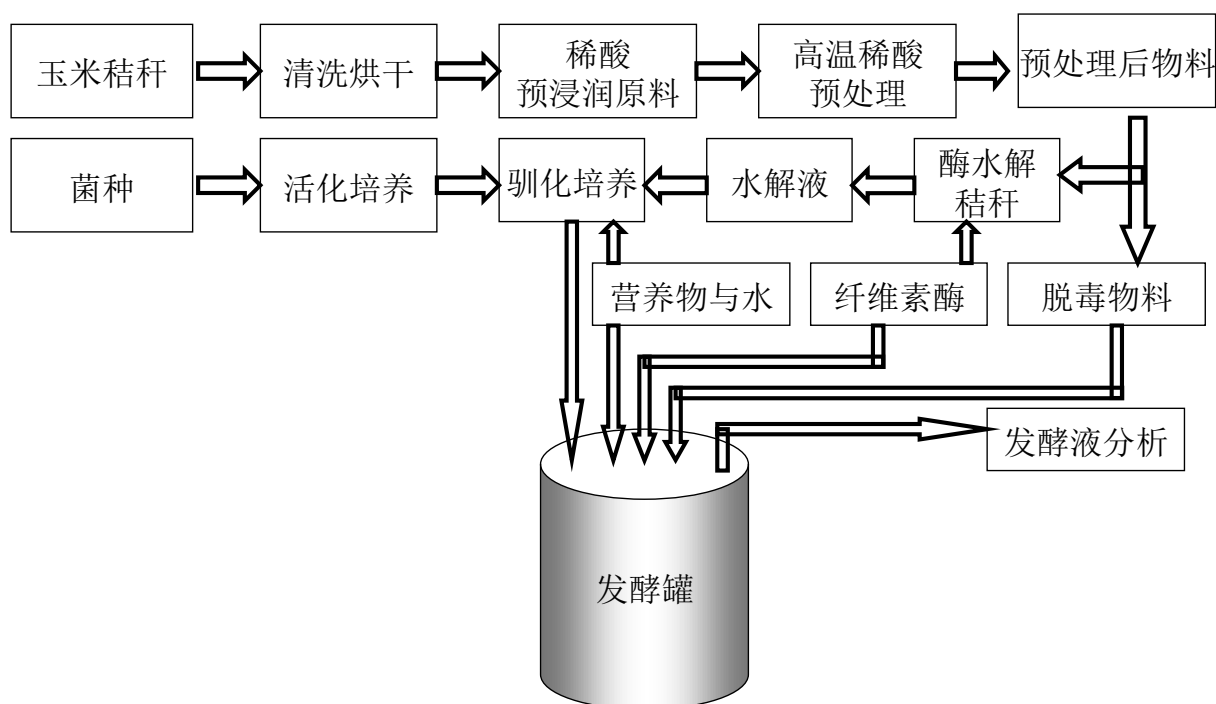 玉米秸秆
清洗烘干
稀酸
预浸润原料
高温稀酸
预处理
预处理后物料
菌种
活化培养
驯化培养
水解液
酶水解
秸秆
营养物与水
纤维素酶
脱毒物料
发酵液分析
发酵罐